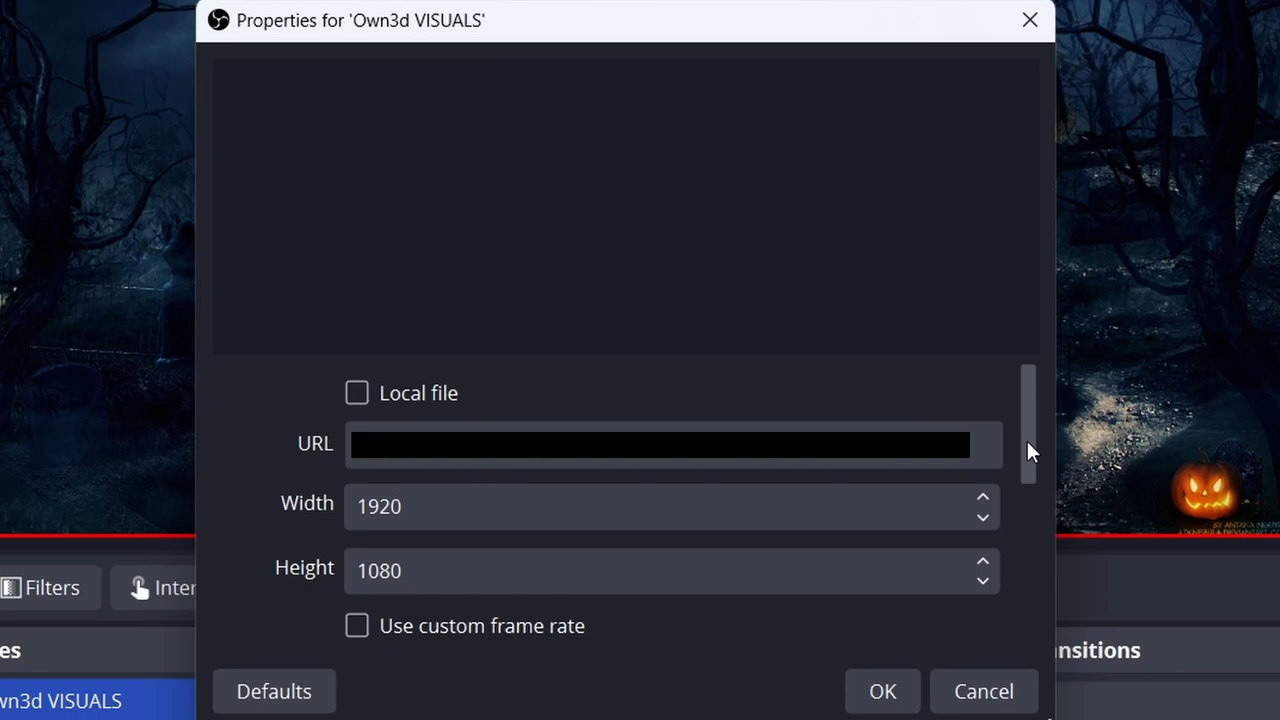 Properties for 'Own3d VISUALS'
Local file
URL
Width 1920
Height 1080
Use custom frame rate
Defaults OK Cancel
Filters
Inter
es
nsitions
wn3d VISUALS